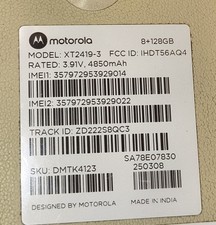 motorola 8+128GB
MODEL: XT2419-3 FCC ID: IHDT56AQ4
RATED: 3.91V, 4850mAh
IMEI1: 357972953929014
IMEI2: 357972953929022
TRACK ID: ZD222SBQC3
SA78E07830
SKU: DMTK4123 250308
DESIGNED BY MOTOROLA MADE IN INDIA